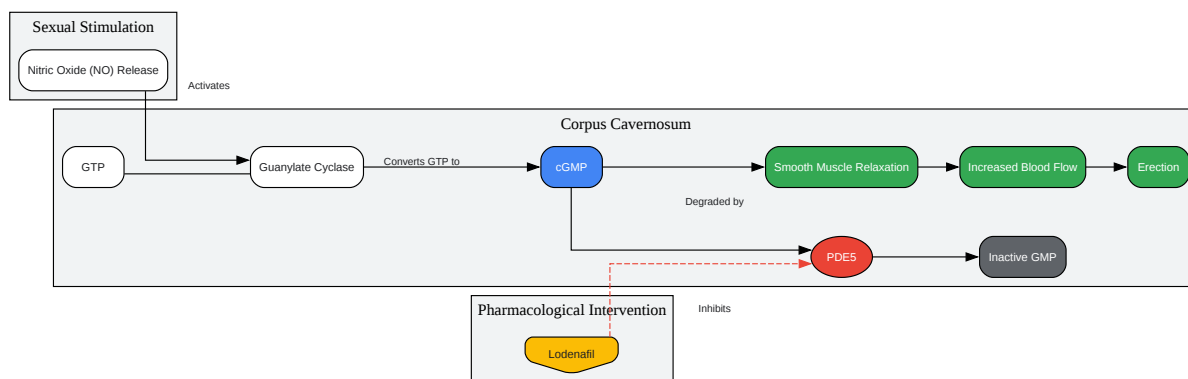 Sexual Stimulation
Nitric Oxide (NO) Release
Activates
Corpus Cavernosum
GTP
Guanylate Cyclase
Converts GTP to
cGMP
Smooth Muscle Relaxation
Increased Blood Flow
Erection
Degraded by
PDE5
Inactive GMP
Pharmacological Intervention
Inhibits
Lodenafil